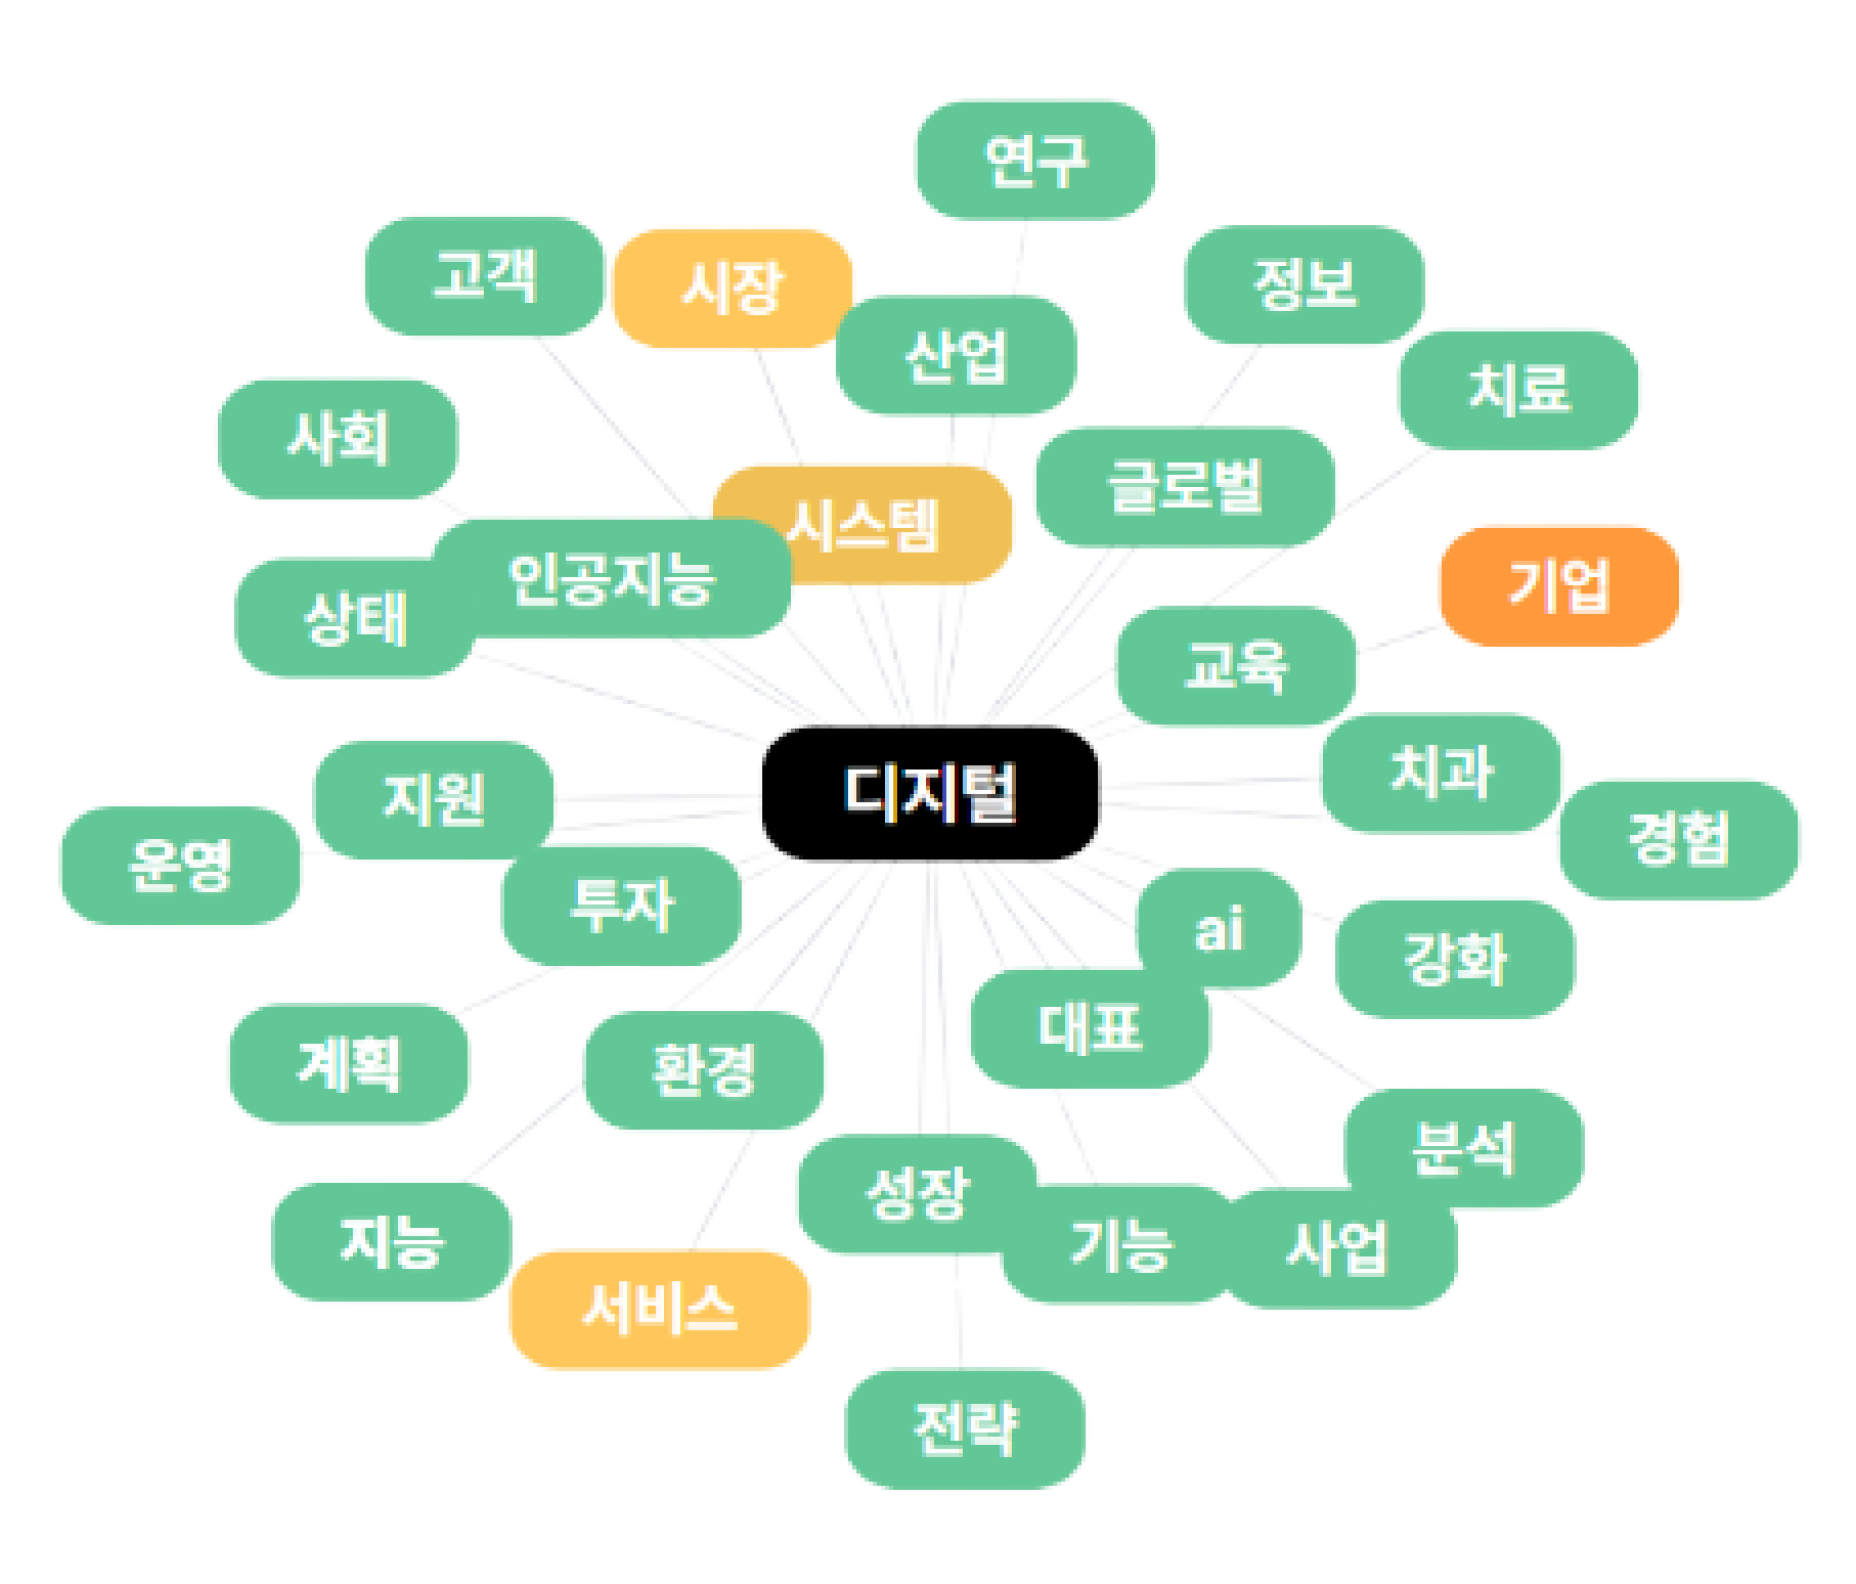 연구
고객
시장
정보
산업
치료
사회
글로벌
시스템
인공지능
기업
상태
교육
치과
디지털
지원
경험
운영
투자
ai
강화
대표
계획
환경
분석
성장
지능
기능
사업
서비스
전략